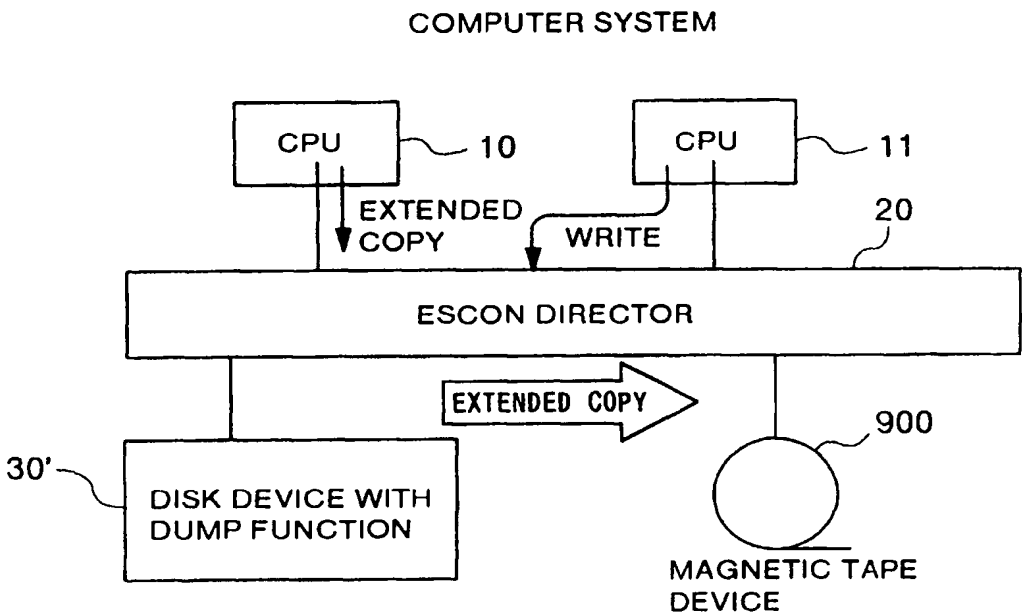 COMPUTER SYSTEM
CPU
10
CPU
11
EXTENDED
COPY
WRITE
20
ESCON DIRECTOR
EXTENDED COPY
900
30'
DISK DEVICE WITH
DUMP FUNCTION
MAGNETIC TAPE
DEVICE